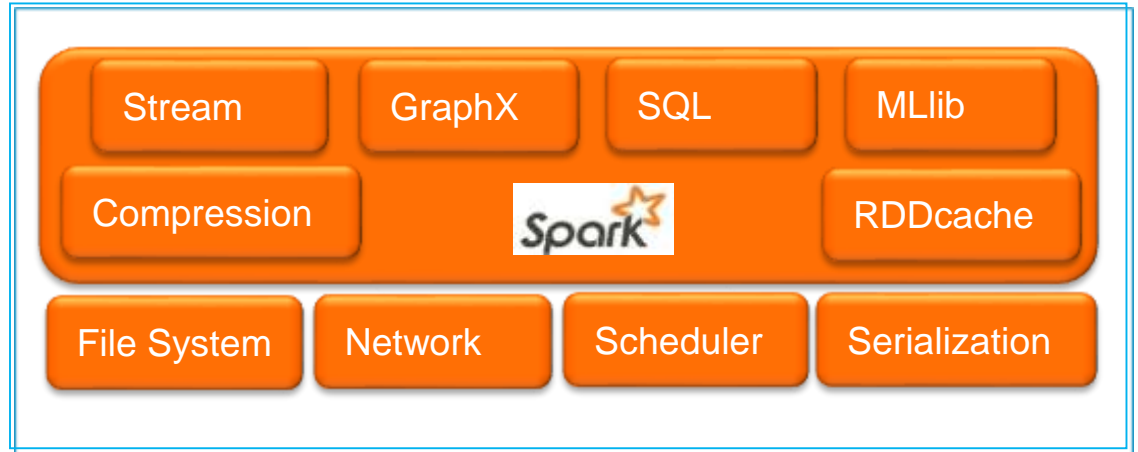 Stream GraphX SQL MLlib
Compression Spark RDDcache
File System Network Scheduler Serialization